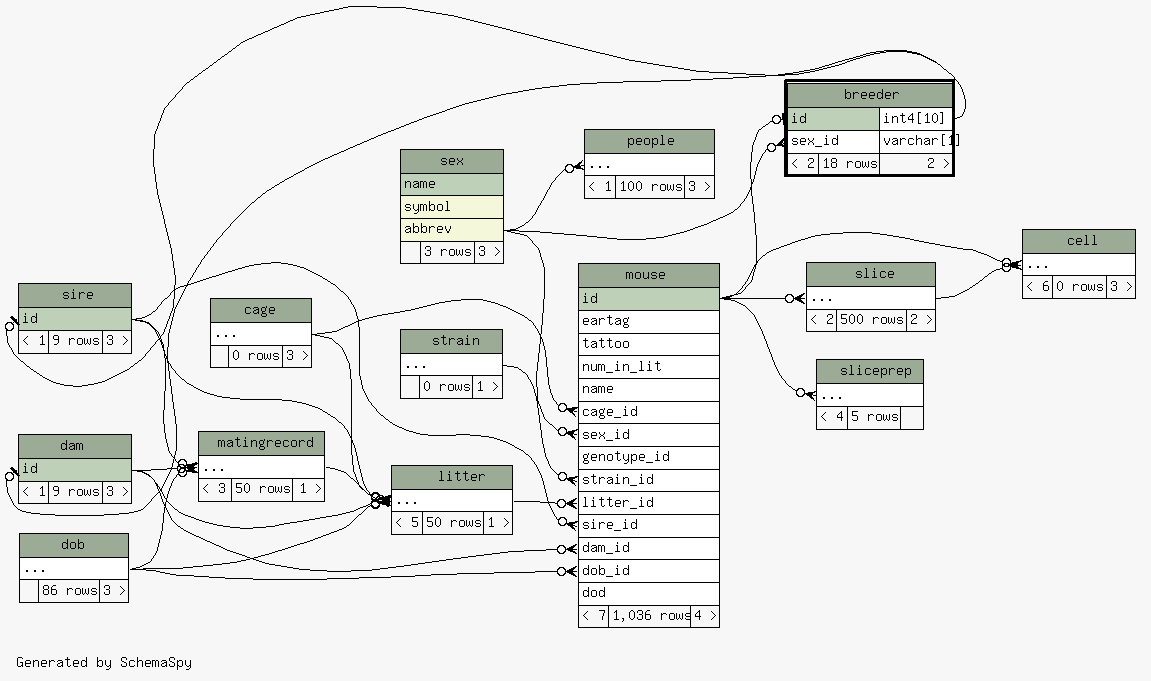 breeder
id int4[10]
sex_id varchar[1]
< 2 18 rows 2 >
people
...
< 1 100 rows 3 >
sex
name
symbol
abbrev
3 rows 3 >
cell
...
< 6 0 rows 3 >
mouse
id
eartag
tattoo
num_in_lit
name
cage_id
sex_id
genotype_id
strain_id
litter_id
sire_id
dam_id
dob_id
dod
< 7 1,036 rows 4 >
slice
...
< 2 500 rows 2 >
sire
id
< 1 9 rows 3 >
cage
...
0 rows 3 >
strain
...
0 rows 1 >
sliceprep
...
< 4 5 rows
dam
id
< 1 9 rows 3 >
matingrecord
...
< 3 50 rows 1 >
litter
...
< 5 50 rows 1 >
dob
...
86 rows 3 >
Generated by SchemaSpy